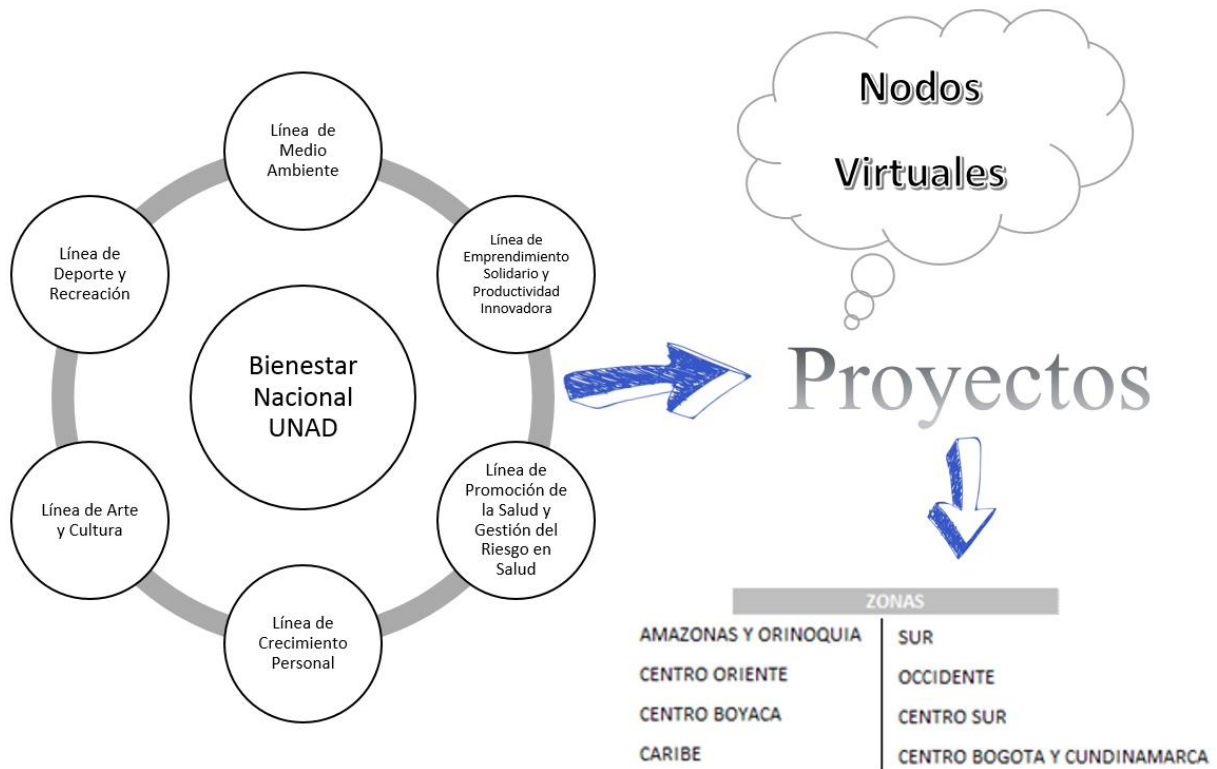 Línea de
Medio
Ambiente
Línea de
Emprendimiento
Solidario y
Productividad
Innovadora
Línea de
Promoción de
la Salud y
Gestión del
Riesgo en
Salud
Línea de
Crecimiento
Personal
Línea de Arte
y Cultura
Línea de
Deporte y
Recreación
Bienestar
Nacional
UNAD
Nodos
Virtuales
Proyectos
ZONAS
AMAZONAS Y ORINOQUIA
SUR
CENTRO ORIENTE
OCCIDENTE
CENTRO BOYACA
CENTRO SUR
CARIBE
CENTRO BOGOTA Y CUNDINAMARCA